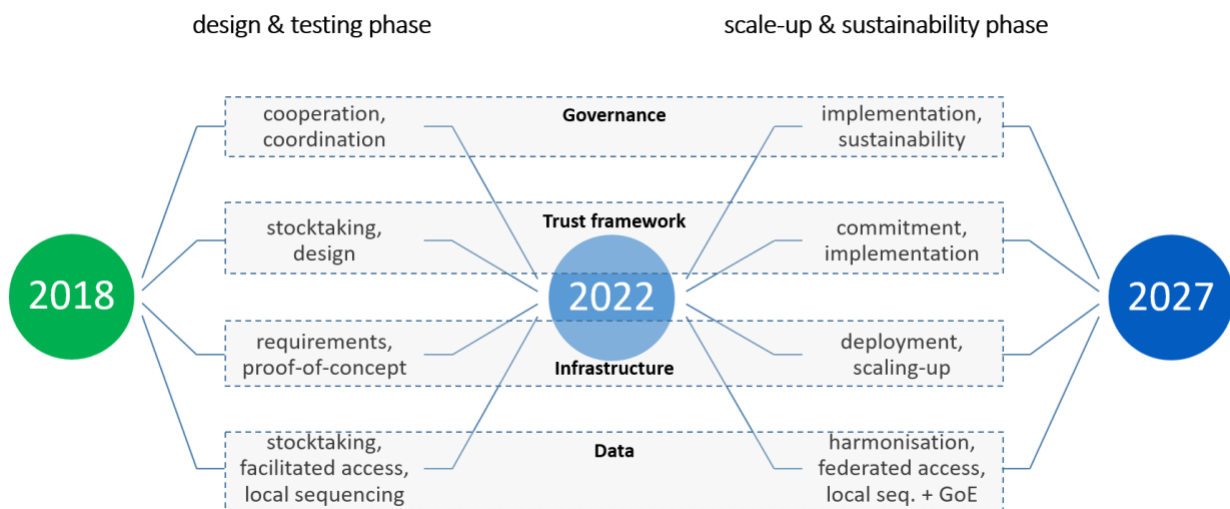 design & testing phase
scale-up & sustainability phase
cooperation,
coordination
Governance
implementation,
sustainability
stocktaking,
design
Trust framework
commitment,
implementation
2018
2022
2027
requirements,
proof-of-concept
Infrastructure
deployment,
scaling-up
stocktaking,
facilitated access,
local sequencing
Data
harmonisation,
federated access,
local seq. + GoE